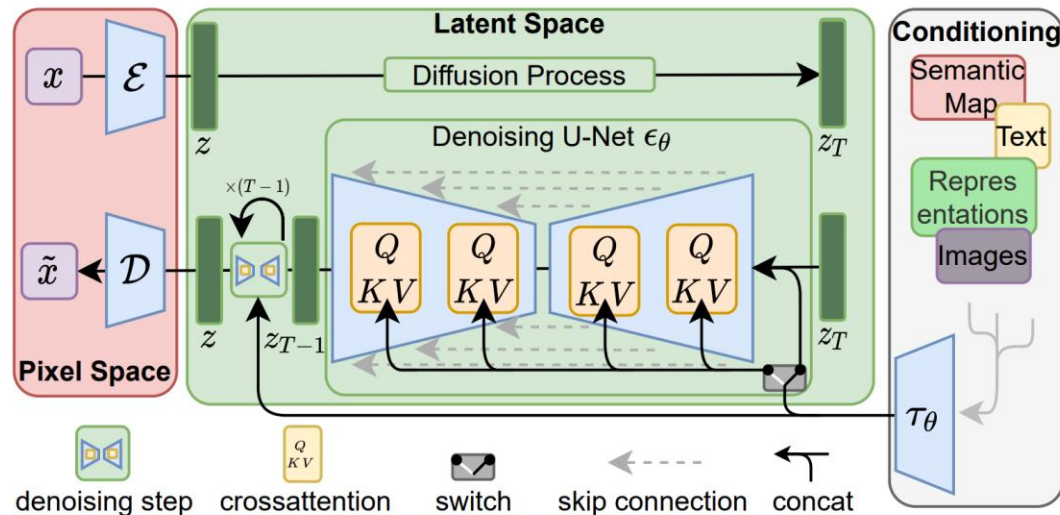 Latent Space
Conditioning
x
ℰ
Diffusion Process
z
z_T
Semantic
Map
Text
Repres
entations
Images
Denoising U-Net ϵ_θ
×(T−1)
x̃
𝒟
z
z_{T−1}
Q
KV
Q
KV
Q
KV
Q
KV
z_T
Pixel Space
τ_θ
Q
KV
denoising step
crossattention
switch
skip connection
concat